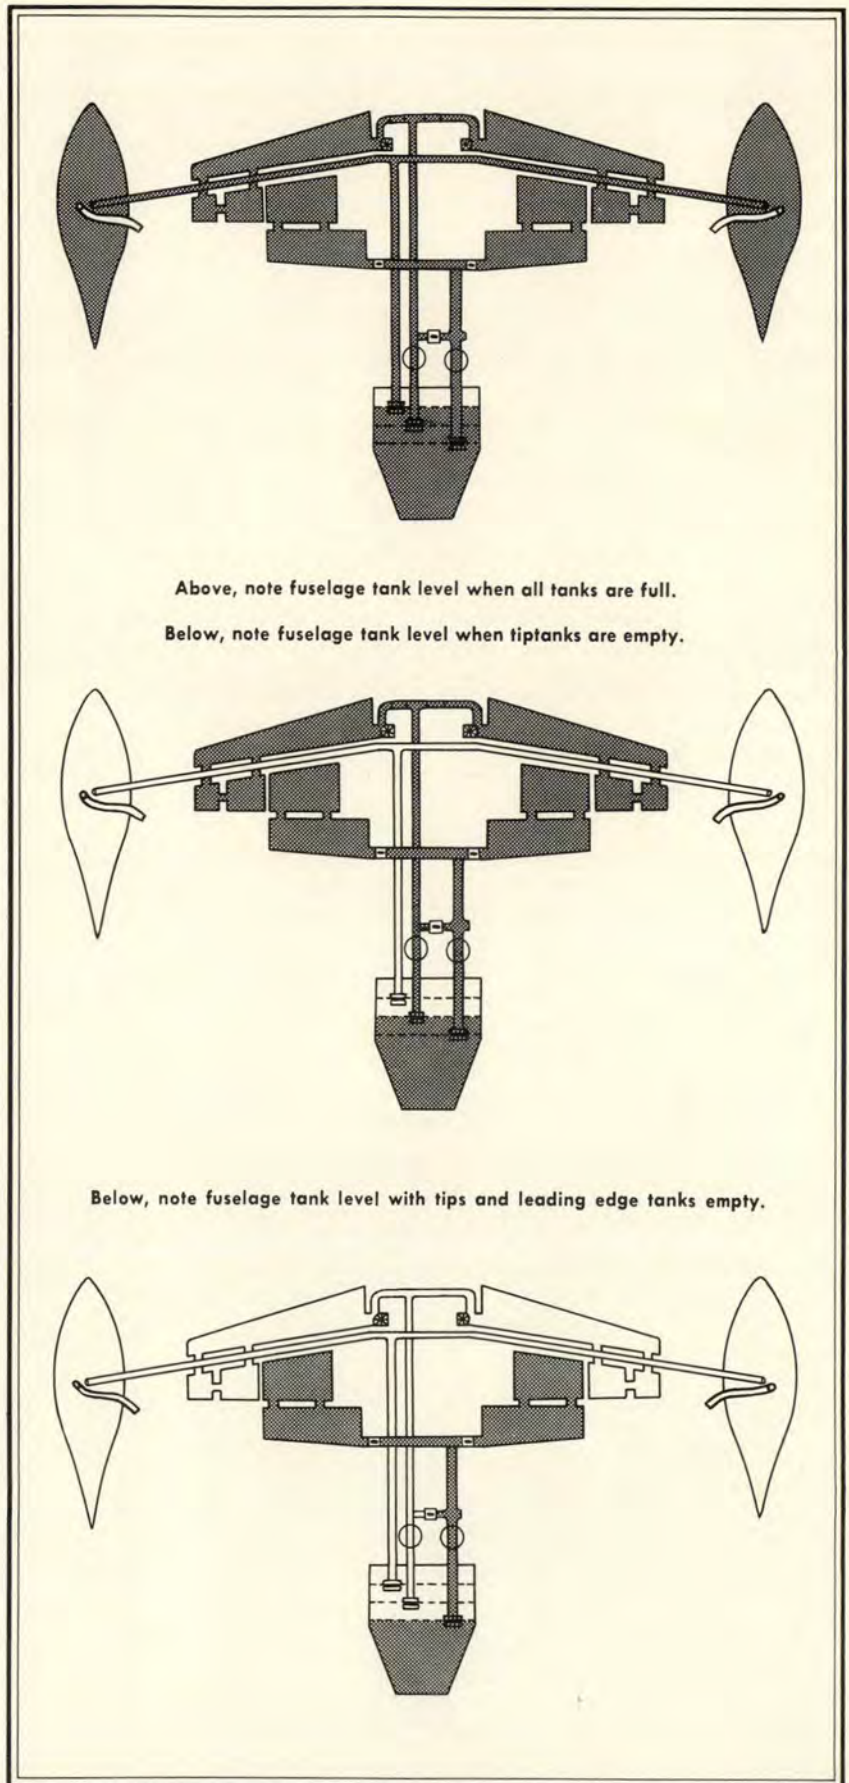 Above, note fuselage tank level when all tanks are full.
Below, note fuselage tank level when tiptanks are empty.
Below, note fuselage tank level with tips and leading edge tanks empty.